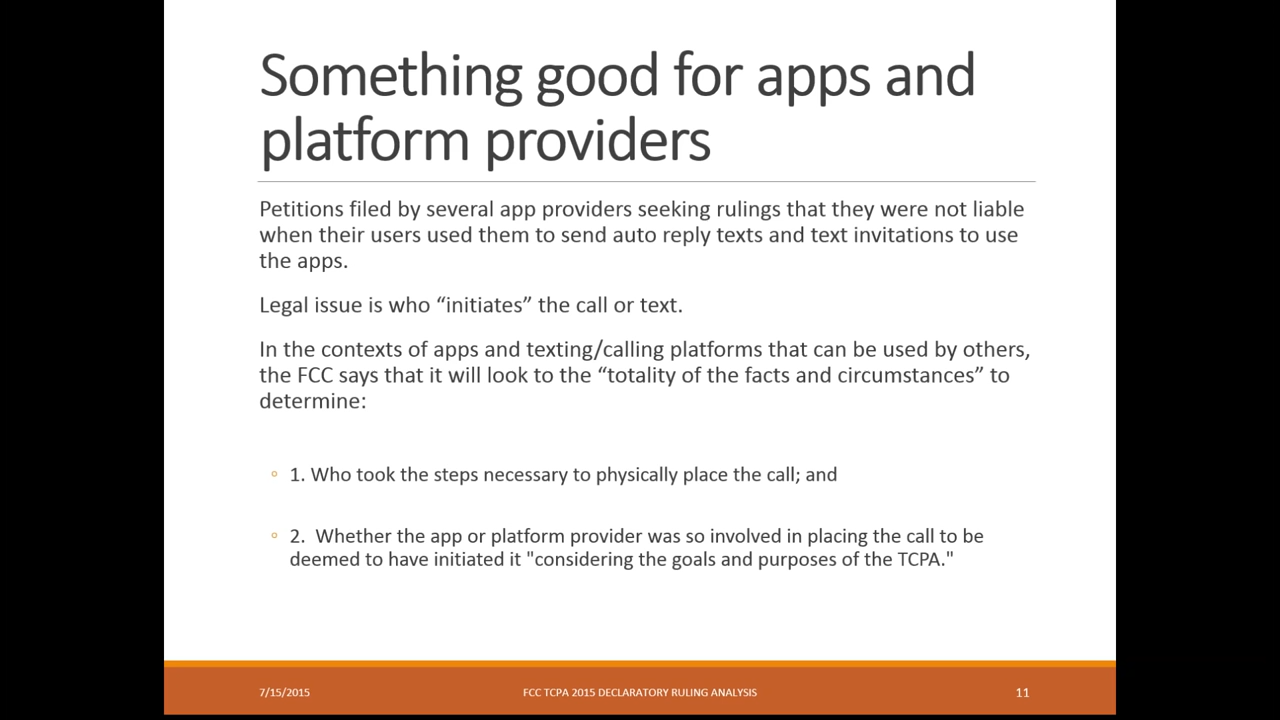 Something good for apps and
platform providers
Petitions filed by several app providers seeking rulings that they were not liable
when their users used them to send auto reply texts and text invitations to use
the apps.
Legal issue is who “initiates” the call or text.
In the contexts of apps and texting/calling platforms that can be used by others,
the FCC says that it will look to the “totality of the facts and circumstances” to
determine:
◦ 1. Who took the steps necessary to physically place the call; and
◦ 2.  Whether the app or platform provider was so involved in placing the call to be
deemed to have initiated it "considering the goals and purposes of the TCPA."
7/15/2015 FCC TCPA 2015 DECLARATORY RULING ANALYSIS 11